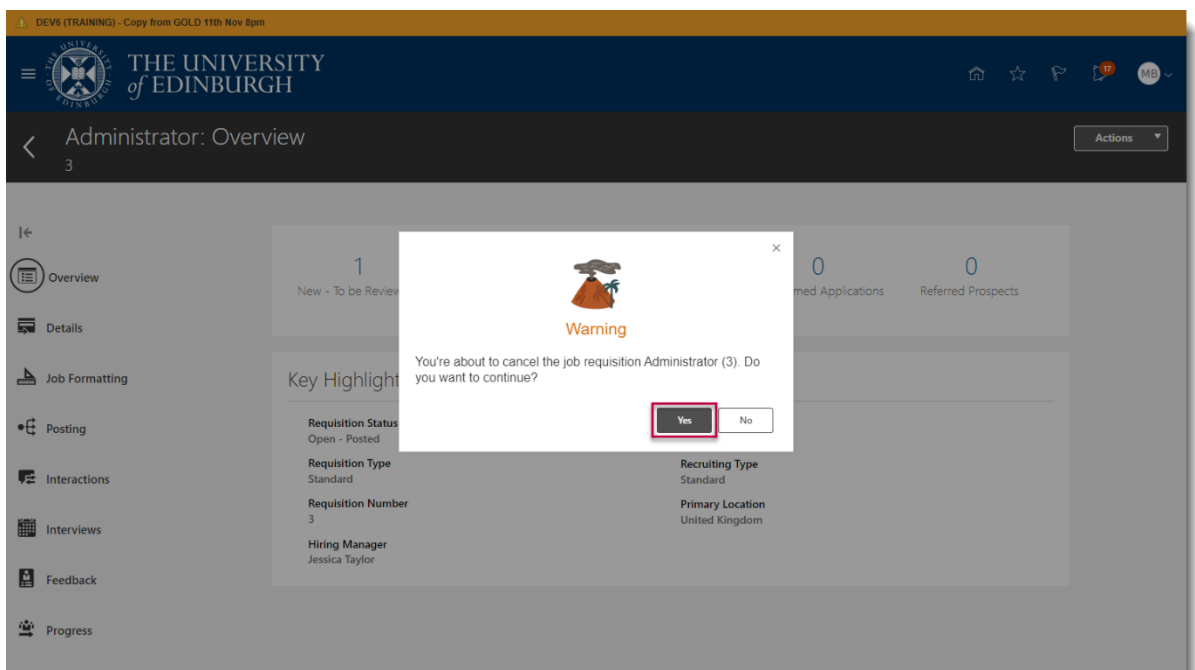 DEV6 (TRAINING) - Copy from GOLD 11th Nov 8pm
THE UNIVERSITY
of EDINBURGH
17
MB
Administrator: Overview
3
Actions
Overview
Details
Job Formatting
Posting
Interactions
Interviews
Feedback
Progress
1
New - To be Review
0
med Applications
0
Referred Prospects
Warning
You're about to cancel the job requisition Administrator (3). Do
you want to continue?
Yes
No
Key Highlight
Requisition Status
Open - Posted
Requisition Type
Standard
Recruiting Type
Standard
Requisition Number
3
Primary Location
United Kingdom
Hiring Manager
Jessica Taylor